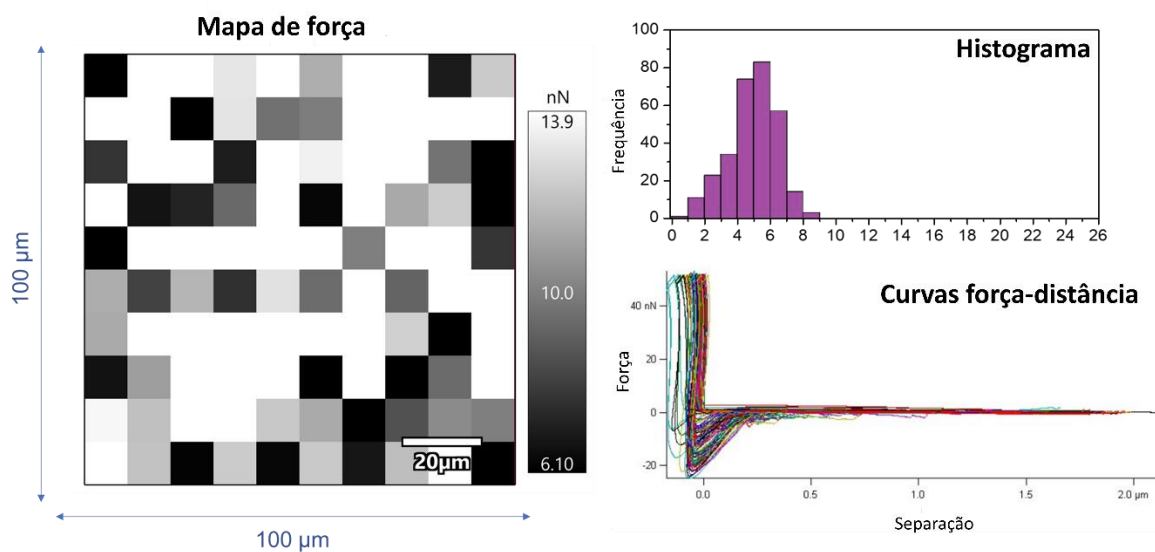 Mapa de força
100 µm
nN
13.9
10.0
6.10
20µm
100 µm
Histograma
Frequência
100
80
60
40
20
0
0 2 4 6 8 10 12 14 16 18 20 22 24 26
Curvas força-distância
Força
40 nN
20
0
-20
0.0 0.5 1.0 1.5 2.0 µm
Separação